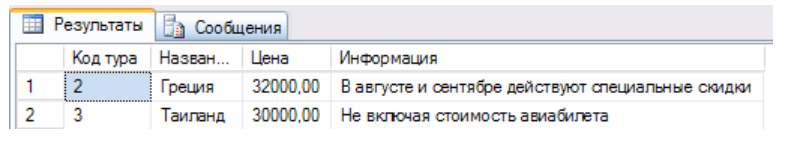 Результаты Сообщения
Код тура Назван... Цена Информация
1 2 Греция 32000,00 В августе и сентябре действуют специальные скидки
2 3 Таиланд 30000,00 Не включая стоимость авиабилета